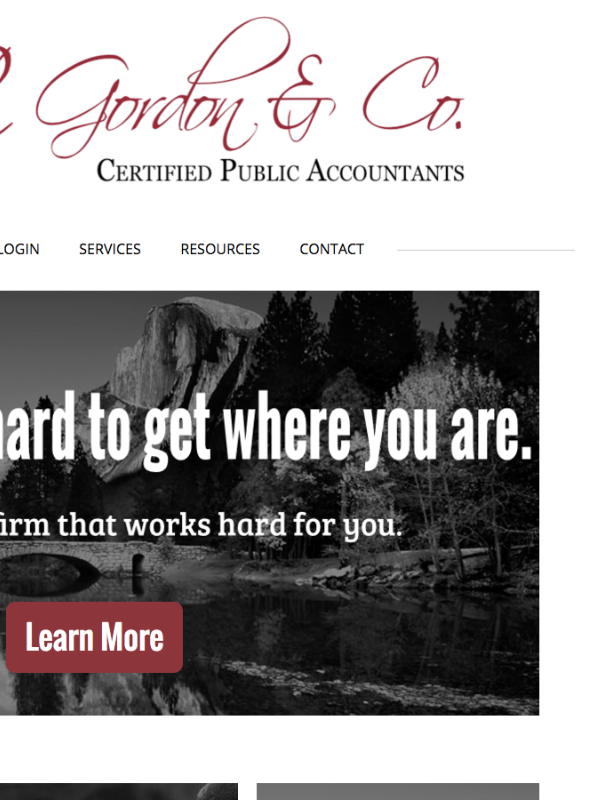 Gordon & Co.
CERTIFIED PUBLIC ACCOUNTANTS
LOGIN SERVICES RESOURCES CONTACT
hard to get where you are.
firm that works hard for you.
Learn More